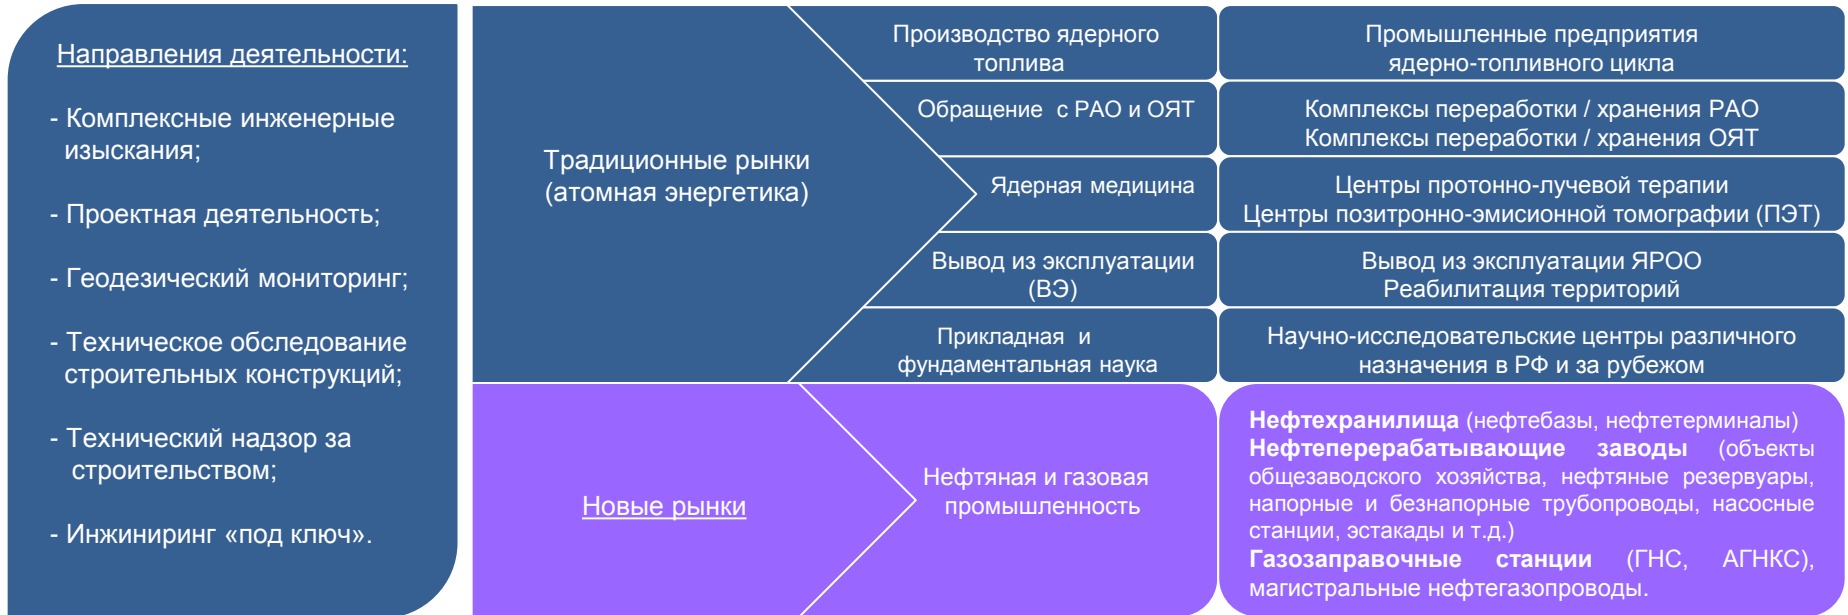 Направления деятельности:
- Комплексные инженерные
изыскания;
- Проектная деятельность;
- Геодезический мониторинг;
- Техническое обследование
строительных конструкций;
- Технический надзор за
строительством;
- Инжиниринг «под ключ».
Традиционные рынки
(атомная энергетика)
Производство ядерного
топлива
Промышленные предприятия
ядерно-топливного цикла
Обращение с РАО и ОЯТ
Комплексы переработки / хранения РАО
Комплексы переработки / хранения ОЯТ
Ядерная медицина
Центры протонно-лучевой терапии
Центры позитронно-эмисионной томографии (ПЭТ)
Вывод из эксплуатации
(ВЭ)
Вывод из эксплуатации ЯРОО
Реабилитация территорий
Прикладная и
фундаментальная наука
Научно-исследовательские центры различного
назначения в РФ и за рубежом
Новые рынки
Нефтяная и газовая
промышленность
Нефтехранилища (нефтебазы, нефтетерминалы)
Нефтеперерабатывающие заводы (объекты
общезаводского хозяйства, нефтяные резервуары,
напорные и безнапорные трубопроводы, насосные
станции, эстакады и т.д.)
Газозаправочные станции (ГНС, АГНКС),
магистральные нефтегазопроводы.